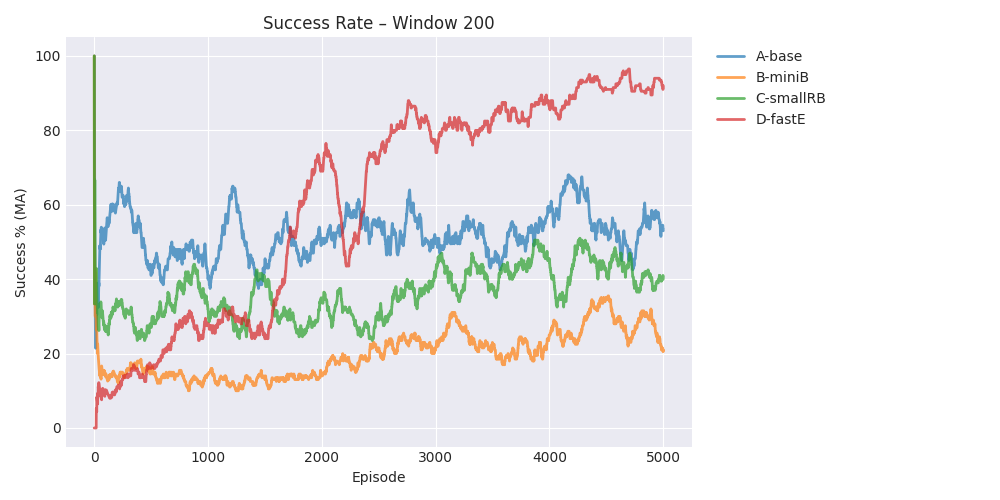 Success Rate – Window 200
Success % (MA)
100
80
60
40
20
0
0 1000 2000 3000 4000 5000
Episode
A-base
B-miniB
C-smallRB
D-fastE